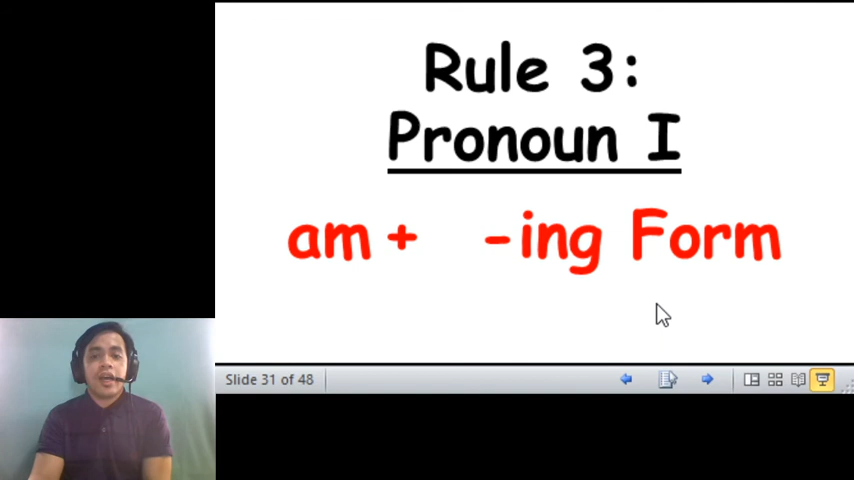 Rule 3:
Pronoun I
am + -ing Form
Slide 31 of 48